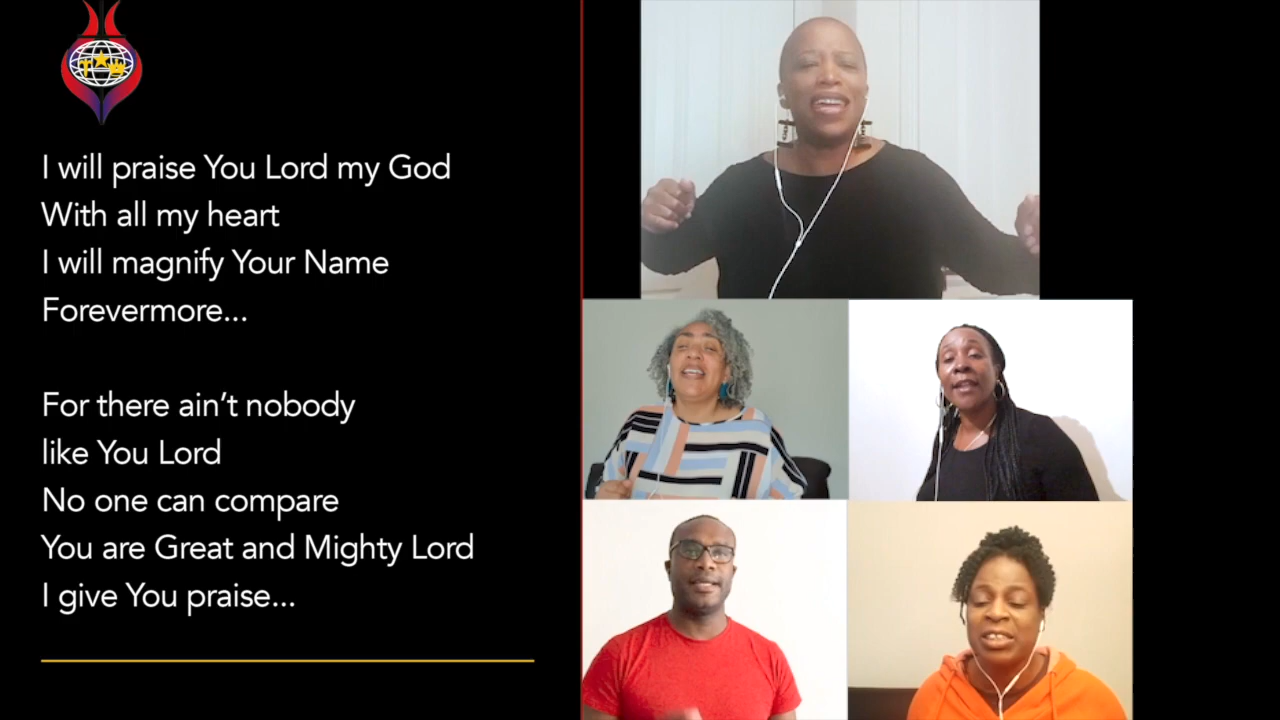 I will praise You Lord my God
With all my heart
I will magnify Your Name
Forevermore...
For there ain't nobody
like You Lord
No one can compare
You are Great and Mighty Lord
I give You praise...